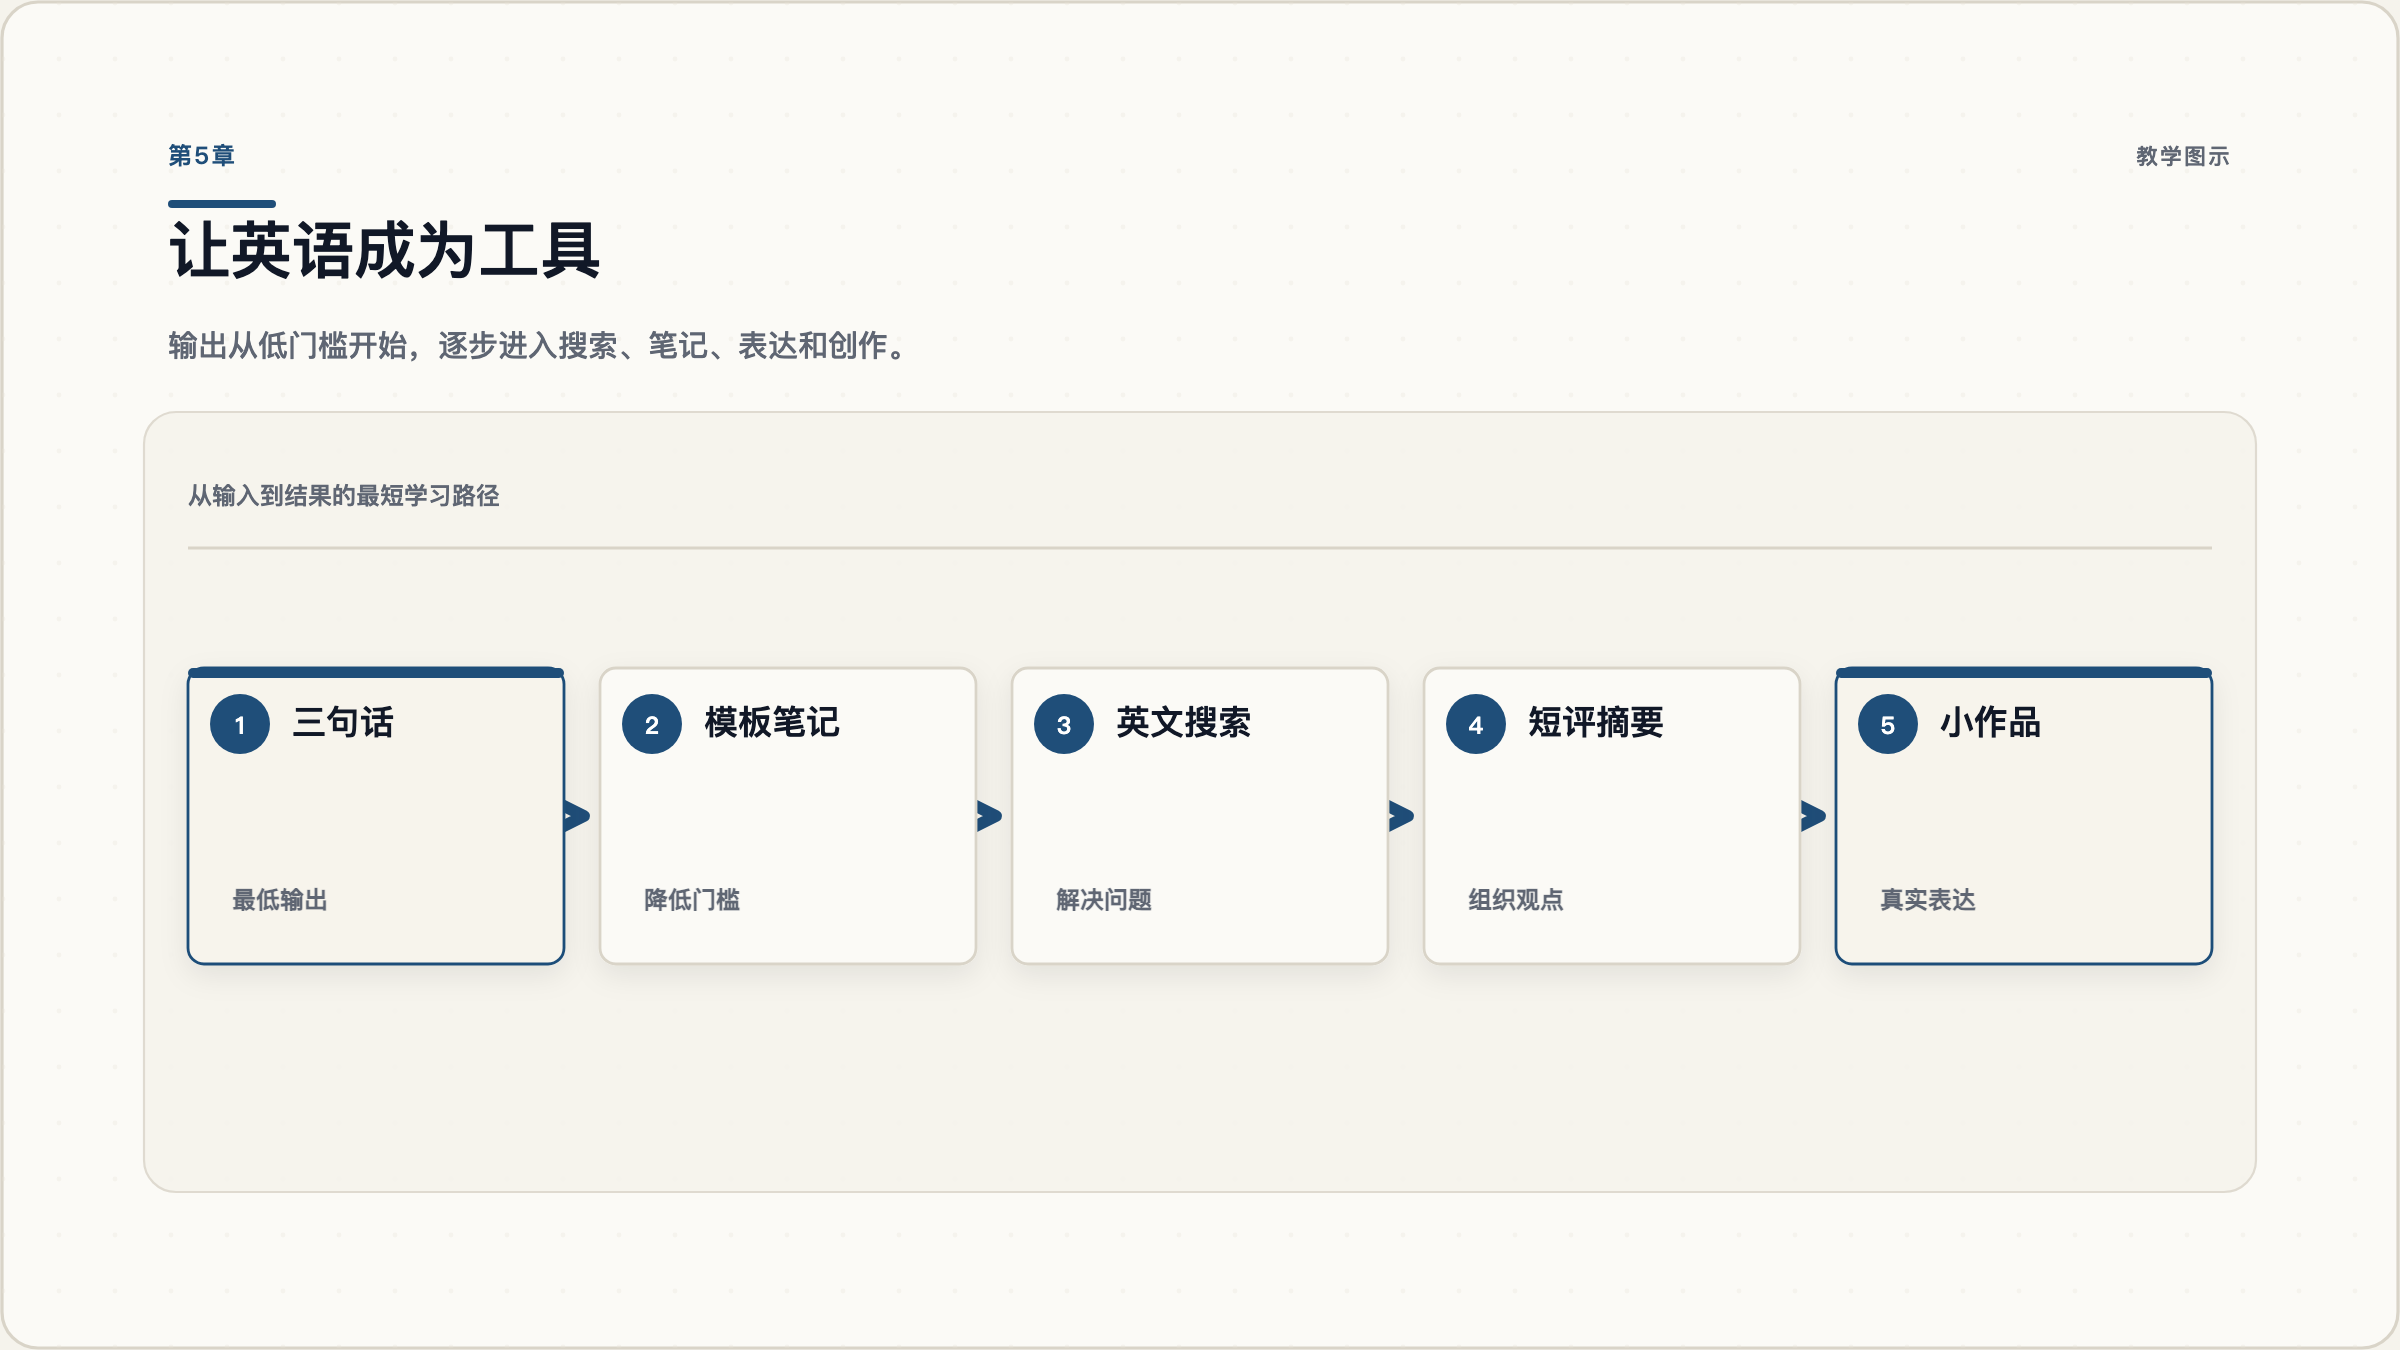 第5章
教学图示
让英语成为工具
输出从低门槛开始，逐步进入搜索、笔记、表达和创作。
从输入到结果的最短学习路径
1 三句话
最低输出
2 模板笔记
降低门槛
3 英文搜索
解决问题
4 短评摘要
组织观点
5 小作品
真实表达